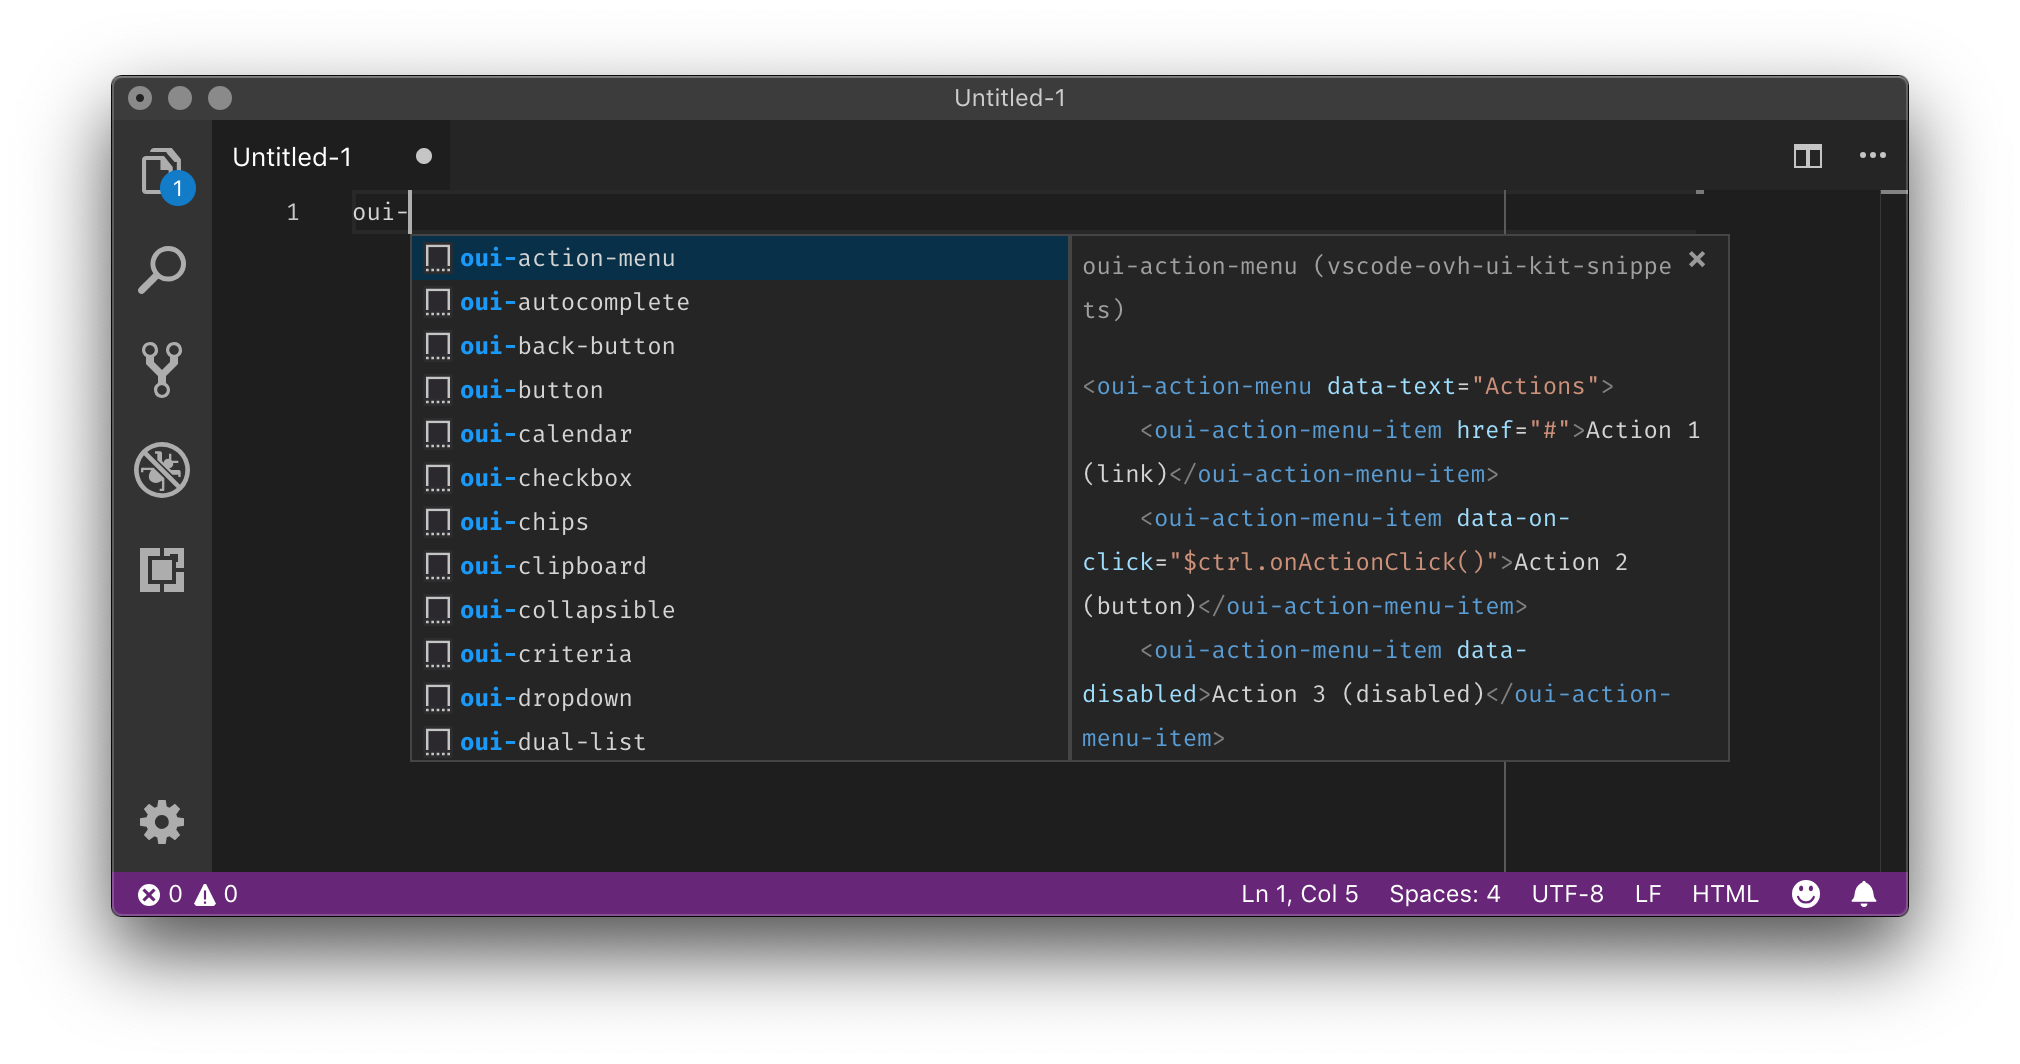 Untitled-1
Untitled-1
1
1 oui-
oui-action-menu
oui-autocomplete
oui-back-button
oui-button
oui-calendar
oui-checkbox
oui-chips
oui-clipboard
oui-collapsible
oui-criteria
oui-dropdown
oui-dual-list
oui-action-menu (vscode-ovh-ui-kit-snippe
ts)
<oui-action-menu data-text="Actions">
    <oui-action-menu-item href="#">Action 1
(link)</oui-action-menu-item>
    <oui-action-menu-item data-on-
click="$ctrl.onActionClick()">Action 2
(button)</oui-action-menu-item>
    <oui-action-menu-item data-
disabled>Action 3 (disabled)</oui-action-
menu-item>
0 0 Ln 1, Col 5 Spaces: 4 UTF-8 LF HTML